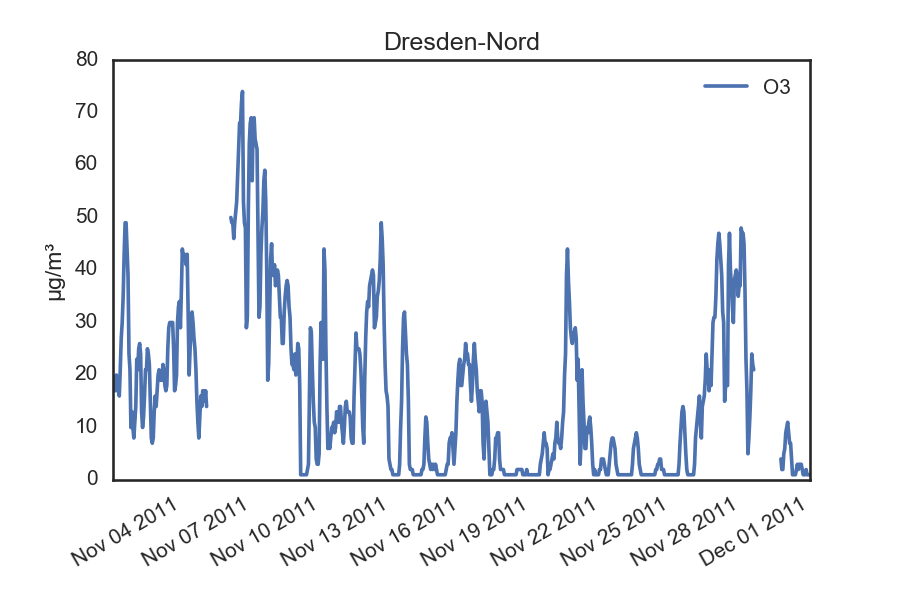 Dresden-Nord
80
70
60
50
40
30
20
10
0
µg/m³
O3
Nov 04 2011
Nov 07 2011
Nov 10 2011
Nov 13 2011
Nov 16 2011
Nov 19 2011
Nov 22 2011
Nov 25 2011
Nov 28 2011
Dec 01 2011